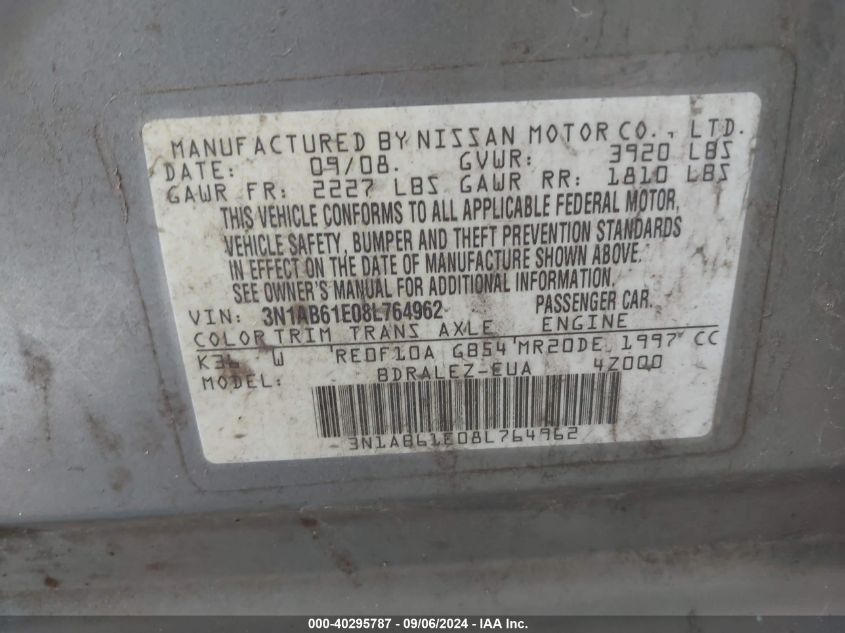 MANUFACTURED BY NISSAN MOTOR CO., LTD.
DATE: 09/08. GVWR: 3920 LBS
GAWR FR: 2227 LBS GAWR RR: 1810 LBS
THIS VEHICLE CONFORMS TO ALL APPLICABLE FEDERAL MOTOR
VEHICLE SAFETY, BUMPER AND THEFT PREVENTION STANDARDS
IN EFFECT ON THE DATE OF MANUFACTURE SHOWN ABOVE.
SEE OWNER'S MANUAL FOR ADDITIONAL INFORMATION.
VIN: 3N1AB61E08L764962 PASSENGER CAR.
COLOR TRIM TRANS AXLE ENGINE
K36 W RE0F10A GB54 MR20DE 1997 CC
MODEL: BDRALEZ-EUA 4Z000
3N1AB61E08L764962
000-40295787 - 09/06/2024 - IAA Inc.